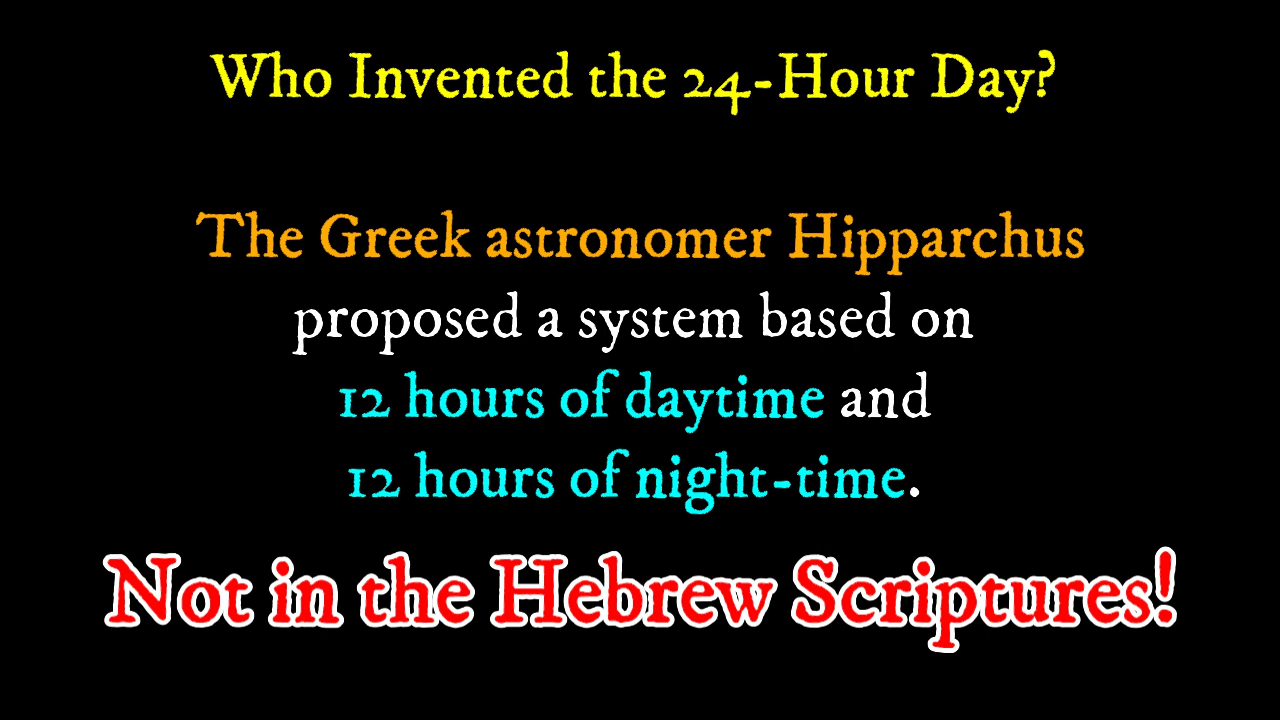 Who Invented the 24-Hour Day?
The Greek astronomer Hipparchus
proposed a system based on
12 hours of daytime and
12 hours of night-time.
Not in the Hebrew Scriptures!